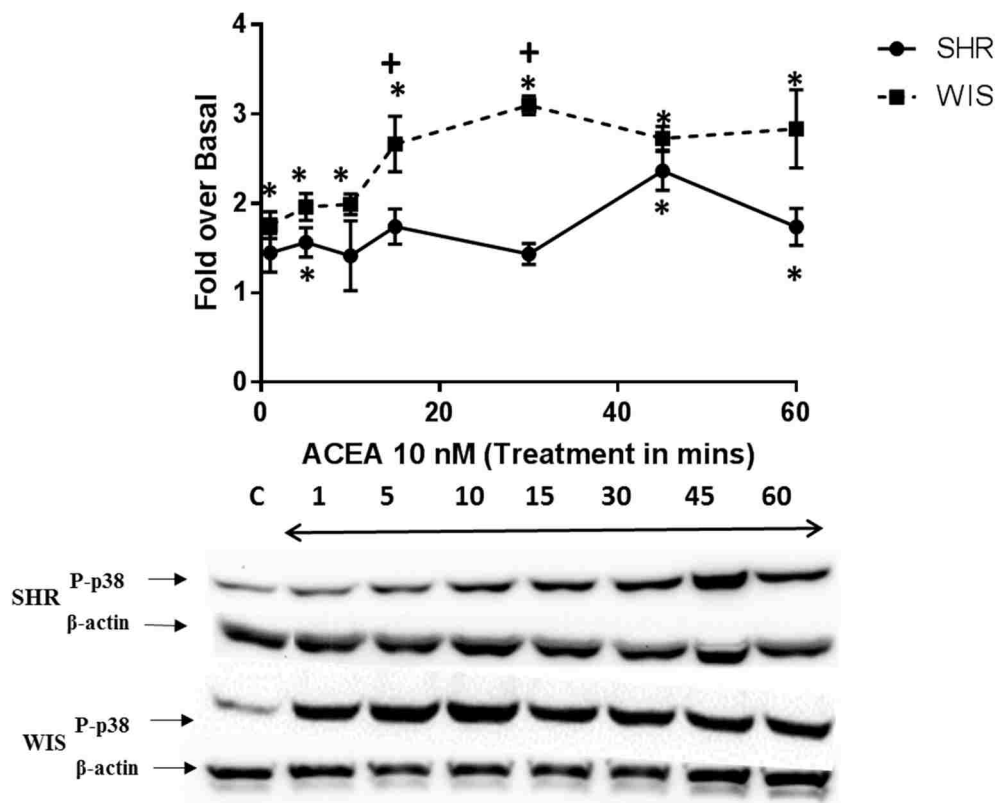 4
3
2
1
0
Fold over Basal
+ +
* * * * * * *
* * *
SHR
WIS
0 20 40 60
ACEA 10 nM (Treatment in mins)
C 1 5 10 15 30 45 60
SHR
P-p38
β-actin
WIS
P-p38
β-actin